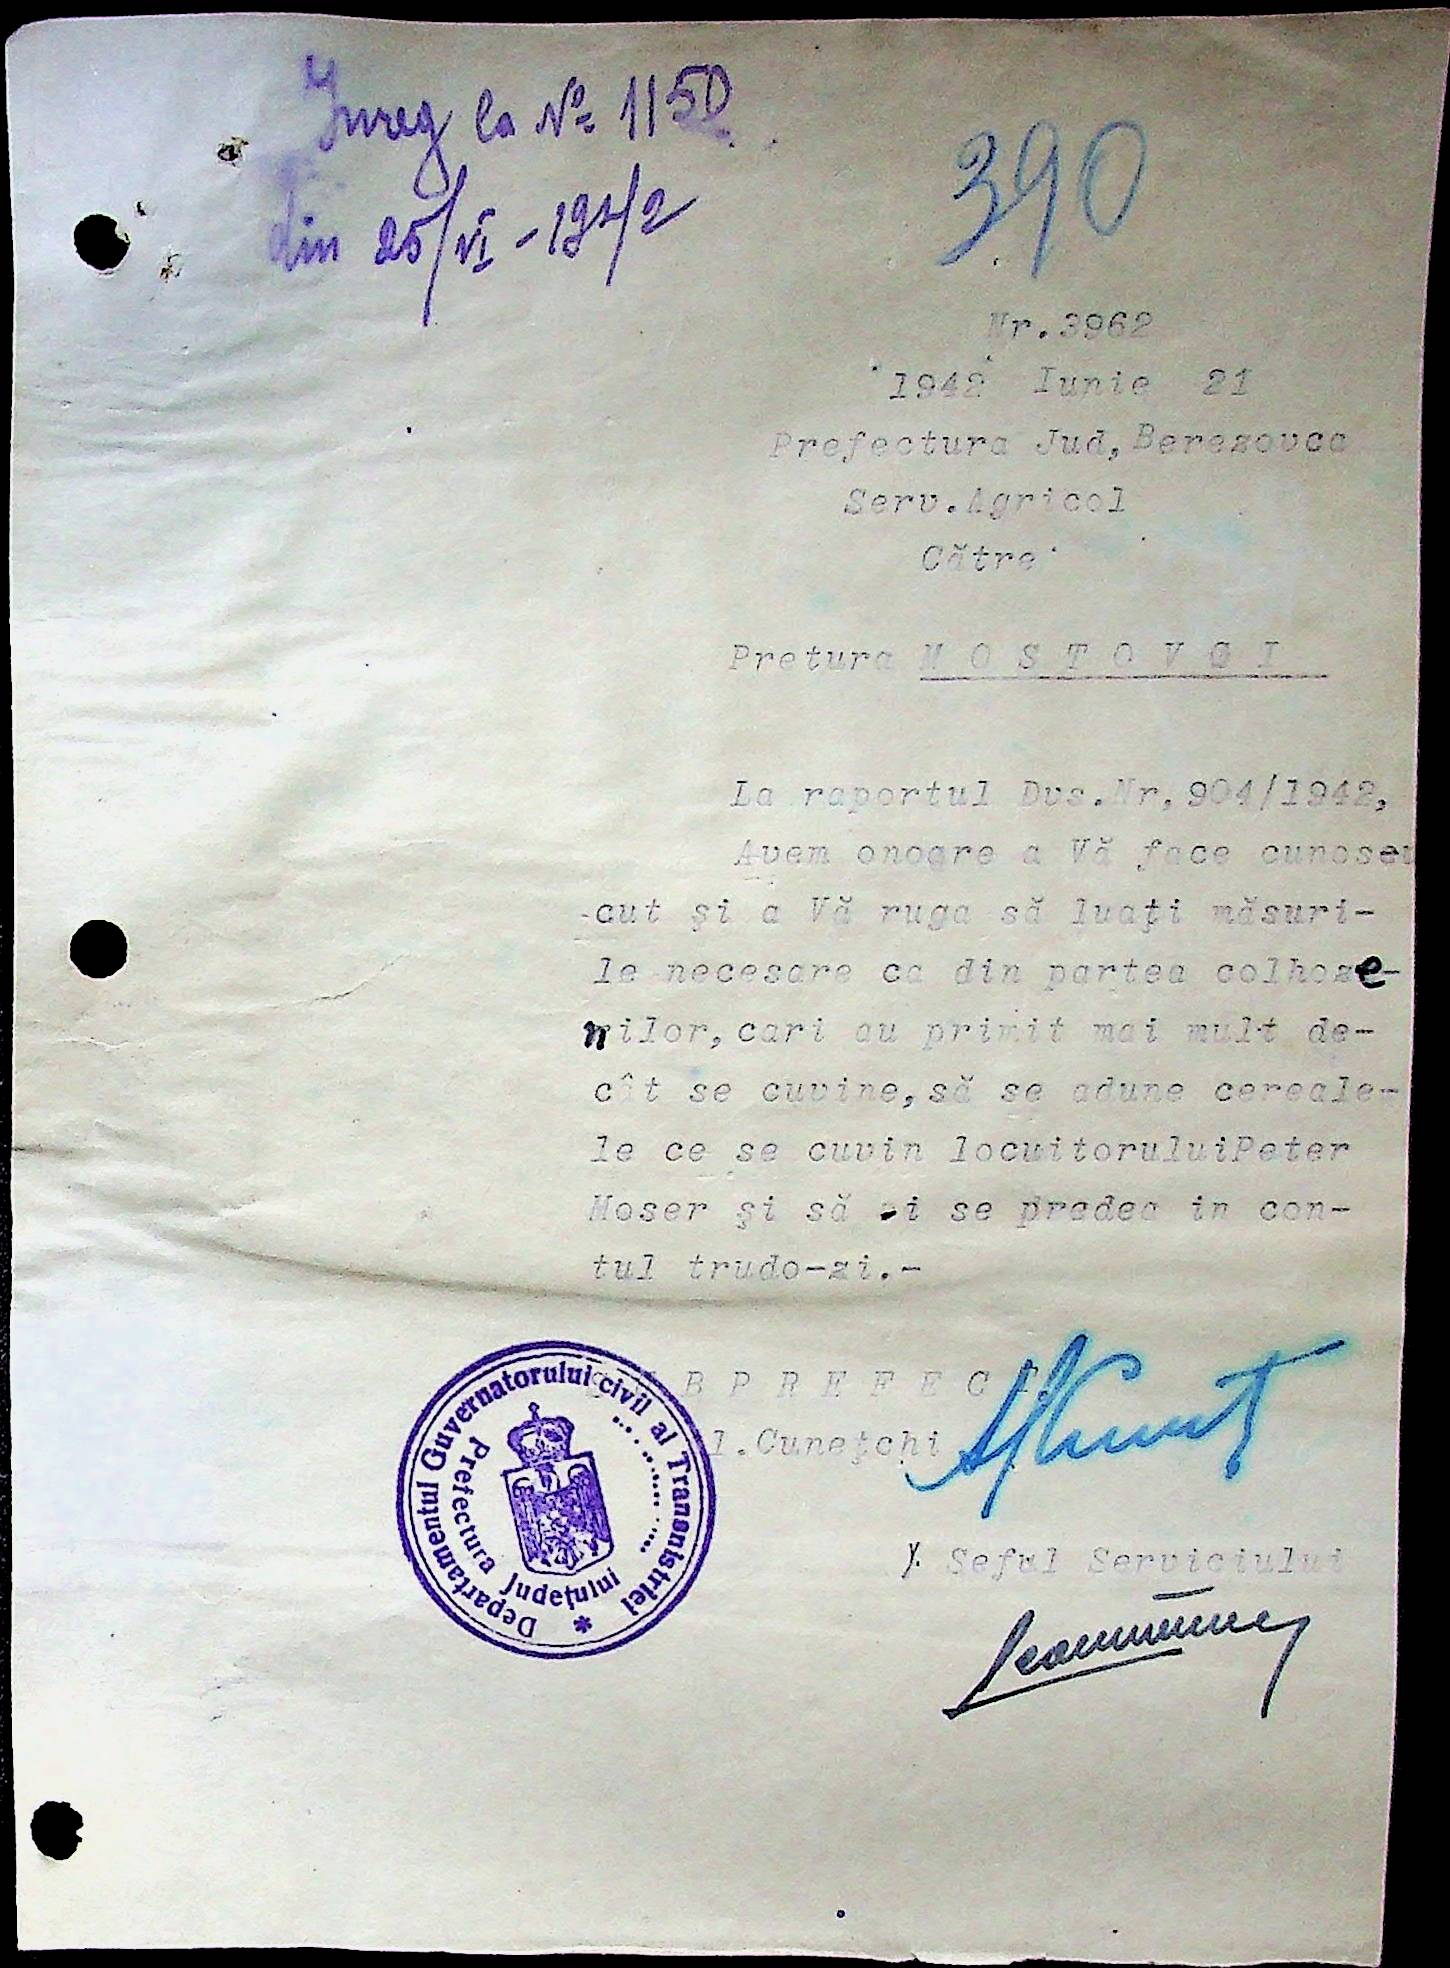 Inreg la № 1150
din 25/VI - 1942
390
Nr.3962
1942 Iunie 21
Prefectura Jud, Berezovca
Serv.Agricol
Către
Pretura MOSTOVOI
La raportul Dvs.Nr,904/1942,
Avem onogre a Vă face cunoscu
-cut şi a Vă ruga să luaţi măsuri-
le necesare ca din partea colhoze-
nilor,cari au primit mai mult de-
cât se cuvine,să se adune cereale-
le ce se cuvin locuitoruluiPeter
Moser şi să i se predea in con-
tul trudo-zi.-
SUBPREFECT
l.Cuneţchi
Departamentul Guvernatorului civil al Transnistriei
Prefectura Judeţului
Seful Serviciului